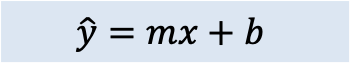 ŷ = mx + b